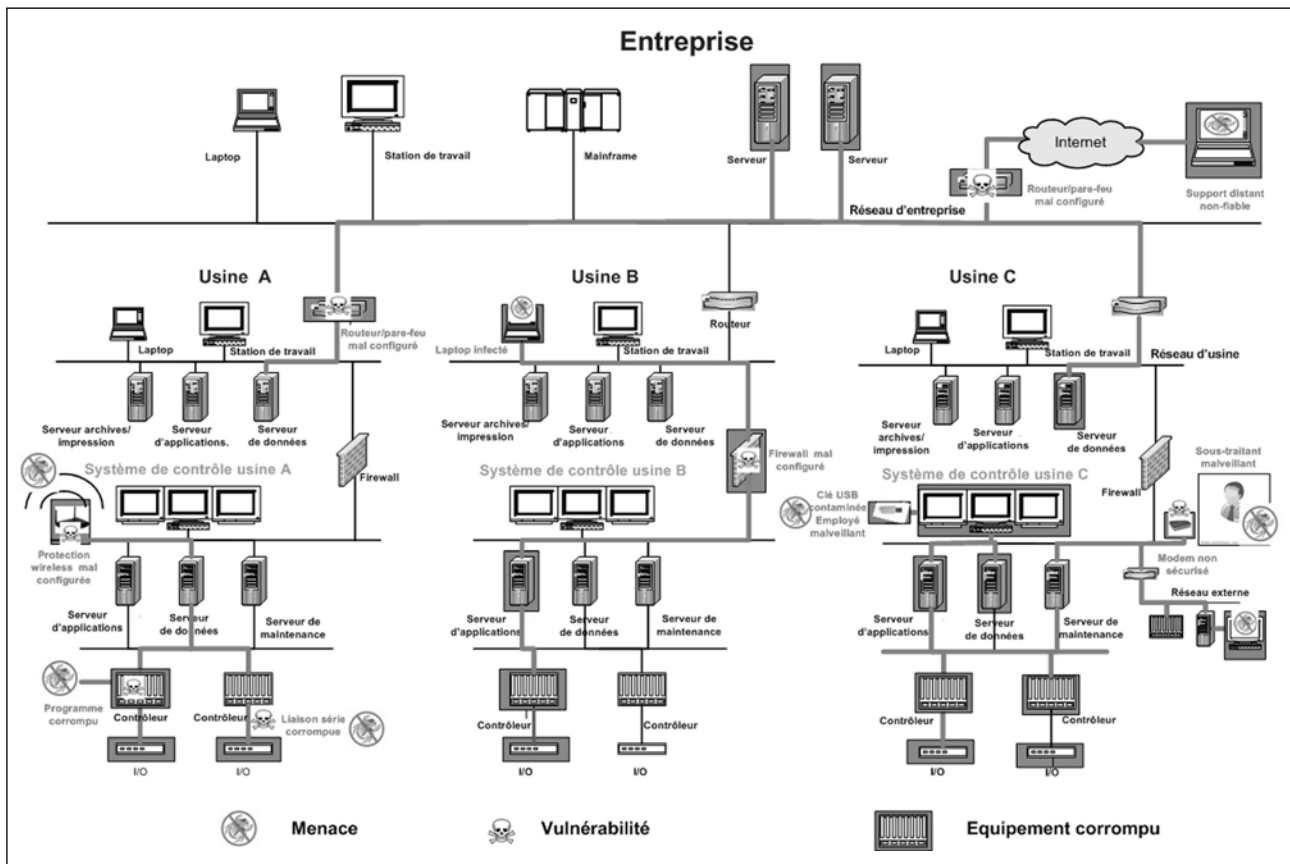 Entreprise
Laptop
Station de travail
Mainframe
Serveur
Serveur
Internet
Routeur/pare-feu
mal configuré
Support distant
non-fiable
Réseau d'entreprise
Usine A
Usine B
Usine C
Routeur/pare-feu
mal configuré
Laptop
Station de travail
Laptop infecté
Station de travail
Routeur
Laptop
Station de travail
Réseau d'usine
Serveur archives/
impression
Serveur
d'applications.
Serveur
de données
Serveur archives/
impression
Serveur
d'applications
Serveur
de données
Serveur
archives/
impression
Serveur
d'applications
Serveur
de données
Firewall
Firewall mal
configuré
Firewall
Sous-traitant
malveillant
Système de contrôle usine A
Système de contrôle usine B
Système de contrôle usine C
Clé USB
contaminée
Employé
malveillant
Protection
wireless mal
configurée
Modem non
sécurisé
Réseau externe
Serveur
d'applications
Serveur
de données
Serveur de
maintenance
Serveur
d'applications
Serveur
de données
Serveur de
maintenance
Serveur
d'applications
Serveur
de données
Serveur de
maintenance
Programme
corrompu
Contrôleur
Contrôleur
Liaison série
corrompue
Contrôleur
Contrôleur
Contrôleur
Contrôleur
I/O
I/O
I/O
I/O
I/O
I/O
Menace
Vulnérabilité
Equipement corrompu